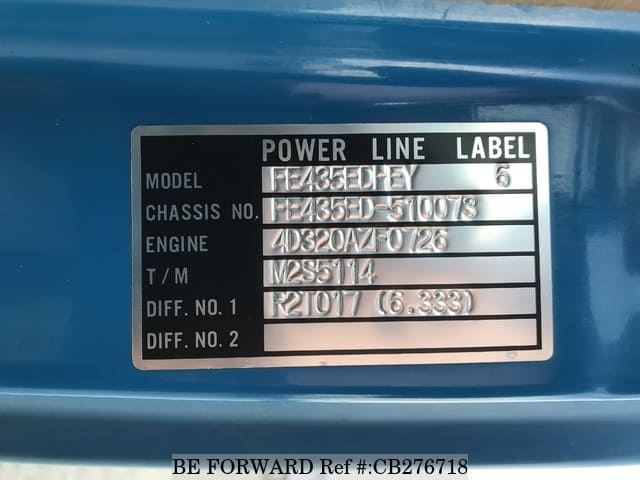 POWER LINE LABEL
MODEL FE435EDHEY 6
CHASSIS NO. FE435ED-510073
ENGINE 4D320AZF0726
T/M M2S5114
DIFF. NO. 1 R2T017 (6.333)
DIFF. NO. 2
BE FORWARD Ref #:CB276718